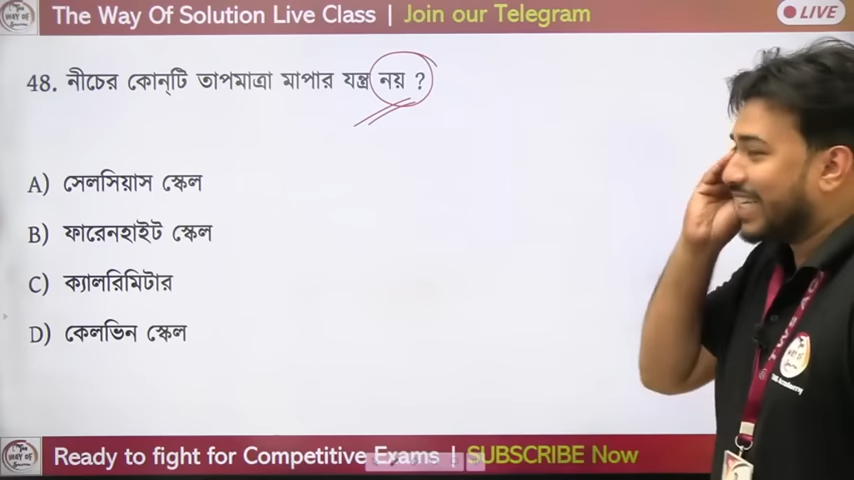 The Way Of Solution Live Class | Join our Telegram
LIVE
48. নীচের কোন্‌টি তাপমাত্রা মাপার যন্ত্র নয় ?
A) সেলসিয়াস স্কেল
B) ফারেনহাইট স্কেল
C) ক্যালরিমিটার
D) কেলভিন স্কেল
Ready to fight for Competitive Exams | SUBSCRIBE Now